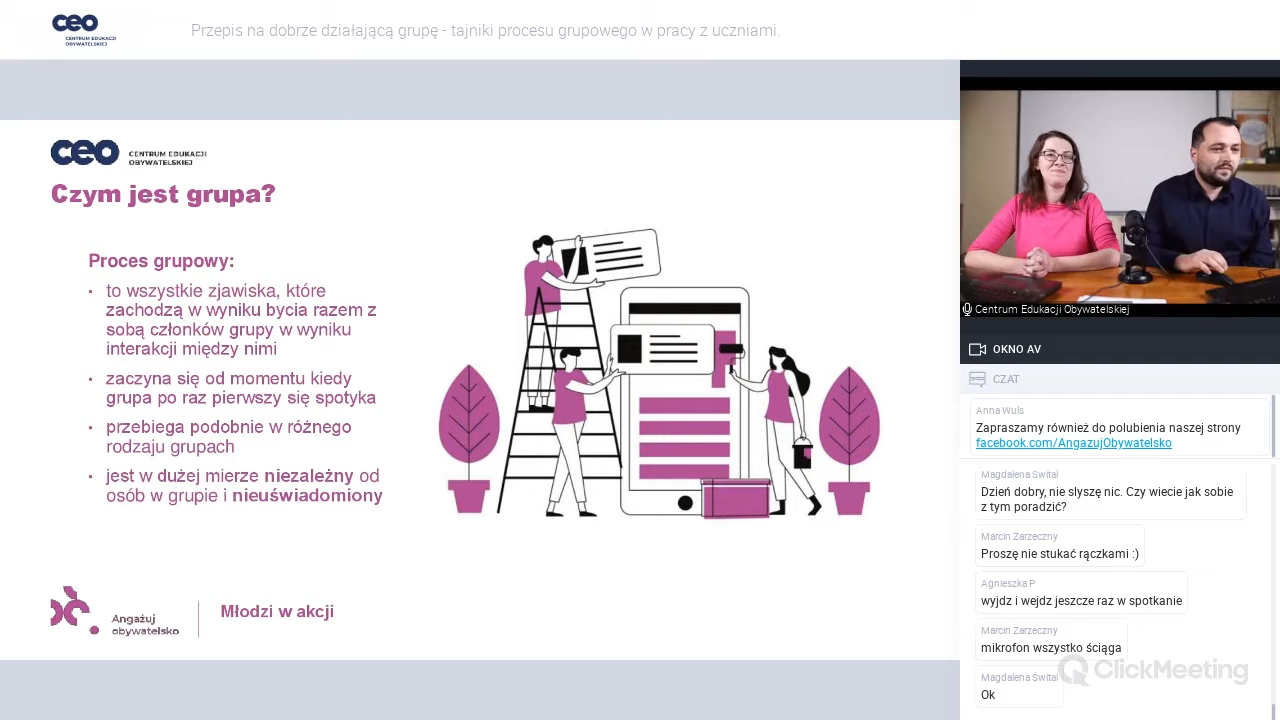 ceo
CENTRUM EDUKACJI
OBYWATELSKIEJ
Przepis na dobrze działającą grupę - tajniki procesu grupowego w pracy z uczniami.
ceo
CENTRUM EDUKACJI
OBYWATELSKIEJ
Czym jest grupa?
Proces grupowy:
• to wszystkie zjawiska, które
zachodzą w wyniku bycia razem z
sobą członków grupy w wyniku
interakcji między nimi
• zaczyna się od momentu kiedy
grupa po raz pierwszy się spotyka
• przebiega podobnie w różnego
rodzaju grupach
• jest w dużej mierze niezależny od
osób w grupie i nieuświadomiony
Angażuj
obywatelsko
Młodzi w akcji
Centrum Edukacji Obywatelskiej
OKNO AV
CZAT
Anna Wuls
Zapraszamy również do polubienia naszej strony
facebook.com/AngazujObywatelsko
Magdalena Świtał
Dzień dobry, nie slyszę nic. Czy wiecie jak sobie
z tym poradzić?
Marcin Zarzeczny
Proszę nie stukać rączkami :)
Agnieszka P
wyjdz i wejdz jeszcze raz w spotkanie
Marcin Zarzeczny
mikrofon wszystko ściąga
Magdalena Świtał
Ok
ClickMeeting